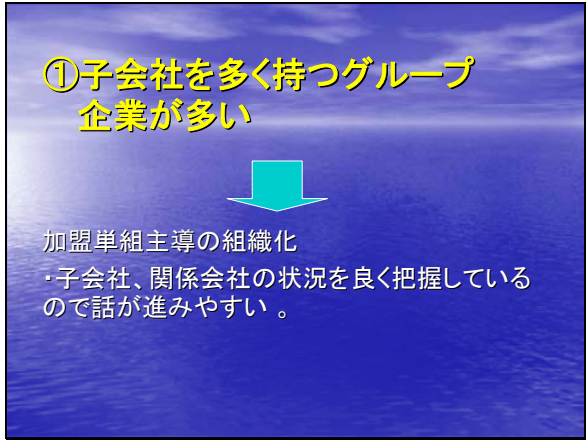 ①子会社を多く持つグループ
企業が多い
加盟単組主導の組織化
・子会社、関係会社の状況を良く把握している
ので話が進みやすい 。